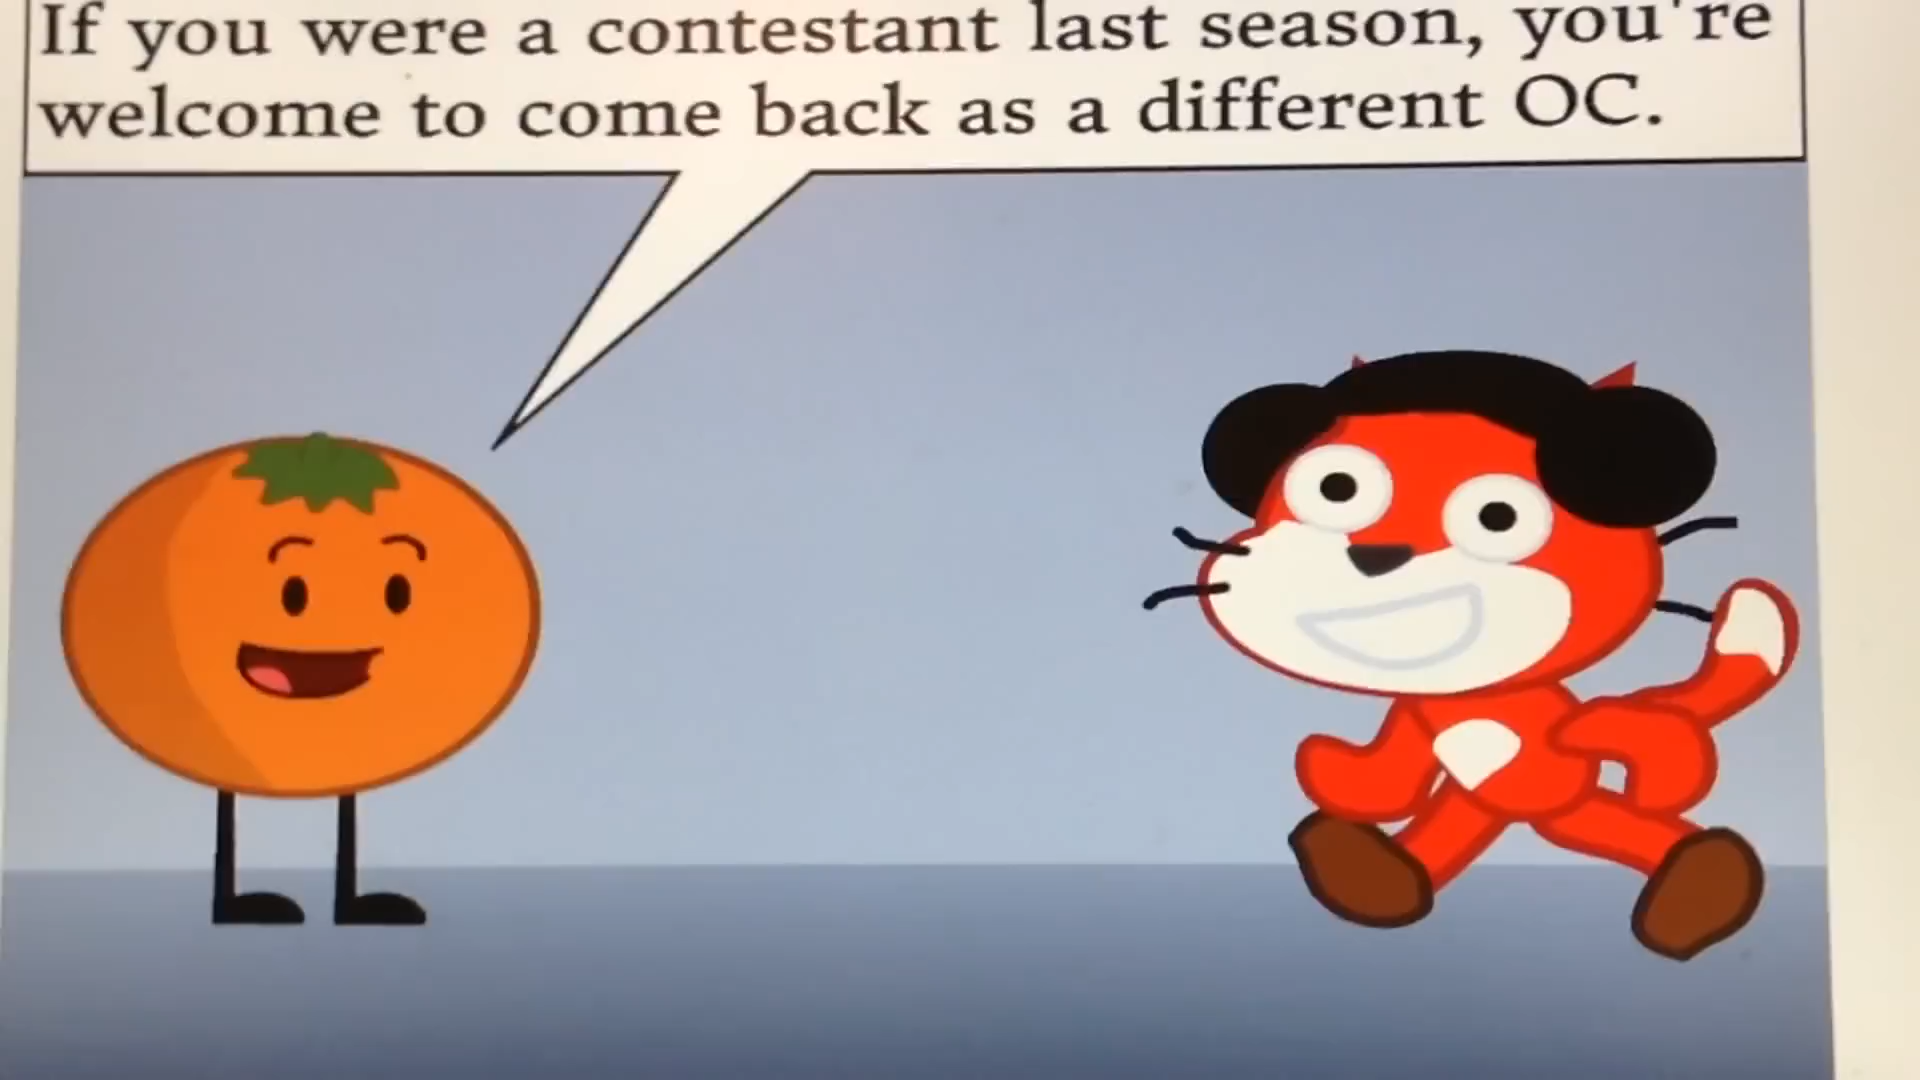 If you were a contestant last season, you're
welcome to come back as a different OC.